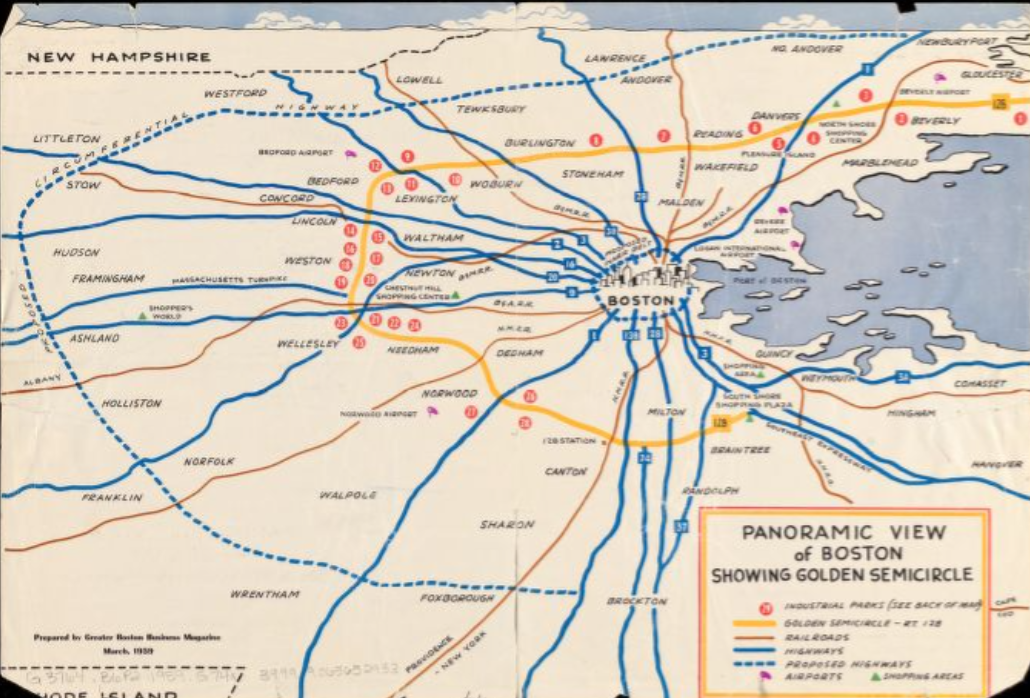 NEW HAMPSHIRE
NEWBURYPORT
NO. ANDOVER
LAWRENCE
ANDOVER
LOWELL
GLOUCESTER
WESTFORD
TEWKSBURY
HIGHWAY
CIRCUMFERENTIAL
PROPOSED
BEVERLY AIRPORT
BEVERLY
DANVERS
NORTH SHORE
SHOPPING
CENTER
PLEASURE ISLAND
READING
WAKEFIELD
MARBLEHEAD
BURLINGTON
STONEHAM
LITTLETON
BEDFORD AIRPORT
BEDFORD
LEXINGTON
WOBURN
STOW
CONCORD
MALDEN
B&M.R.R.
REVERE
AIRPORT
LOGAN INTERNATIONAL
AIRPORT
PORT of BOSTON
LINCOLN
WALTHAM
HUDSON
WESTON
NEWTON
FRAMINGHAM
MASSACHUSETTS TURNPIKE
CHESTNUT HILL
SHOPPING CENTER
PROPOSED
INNER BELT
BOSTON
B&A.R.R.
SHOPPER'S
WORLD
ASHLAND
WELLESLEY
NEEDHAM
DEDHAM
N.H.R.R.
ALBANY
HOLLISTON
NORWOOD
NORWOOD AIRPORT
QUINCY
SHOPPING
AREA
WEYMOUTH
COHASSET
SOUTH SHORE
SHOPPING PLAZA
HINGHAM
MILTON
128
128 STATION
BRAINTREE
SOUTHEAST EXPRESSWAY
HANOVER
NORFOLK
FRANKLIN
WALPOLE
CANTON
RANDOLPH
SHARON
WRENTHAM
FOXBOROUGH
BROCKTON
PROVIDENCE
-NEW YORK
CAPE
COD
PANORAMIC VIEW
of BOSTON
SHOWING GOLDEN SEMICIRCLE
INDUSTRIAL PARKS (SEE BACK OF MAP)
GOLDEN SEMICIRCLE - RT 128
RAILROADS
HIGHWAYS
PROPOSED HIGHWAYS
AIRPORTS
SHOPPING AREAS
Prepared by Greater Boston Business Magazine
March, 1959